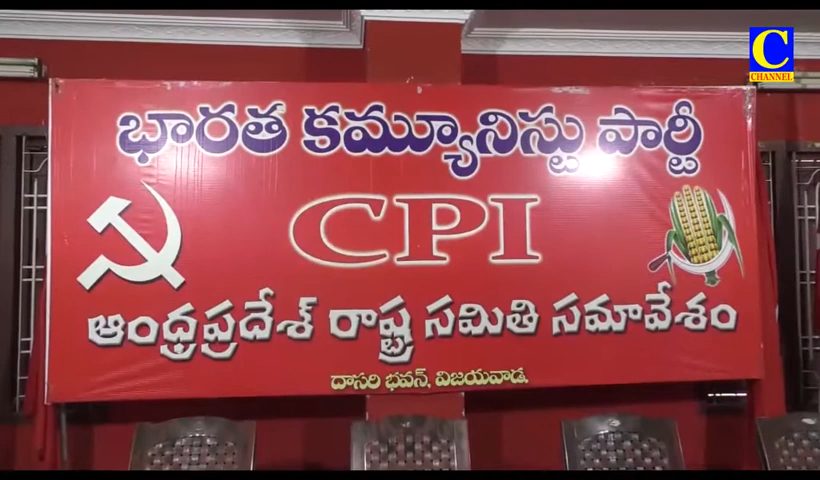 C
CHANNEL
భారత కమ్యూనిస్టు పార్టీ
CPI
ఆంధ్రప్రదేశ్ రాష్ట్ర సమితి సమావేశం
దాసరి భవన్, విజయవాడ.